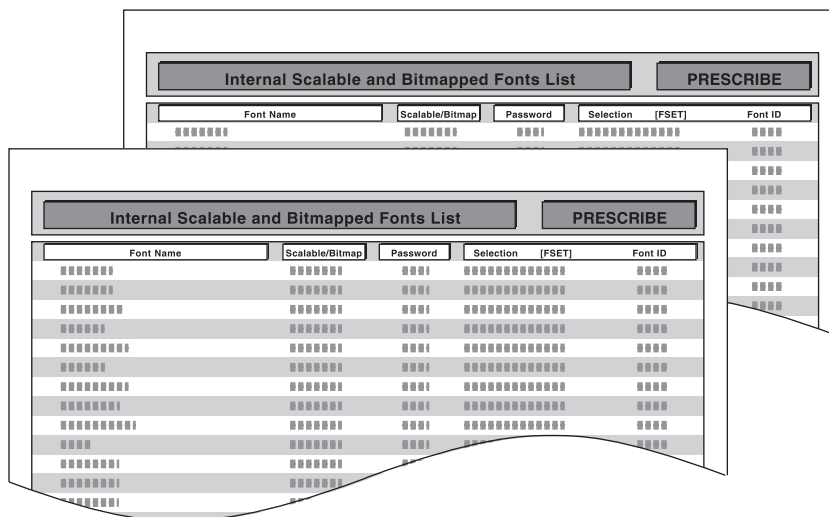 Internal Scalable and Bitmapped Fonts List PRESCRIBE
Font Name Scalable/Bitmap Password Selection [FSET] Font ID
Internal Scalable and Bitmapped Fonts List PRESCRIBE
Font Name Scalable/Bitmap Password Selection [FSET] Font ID